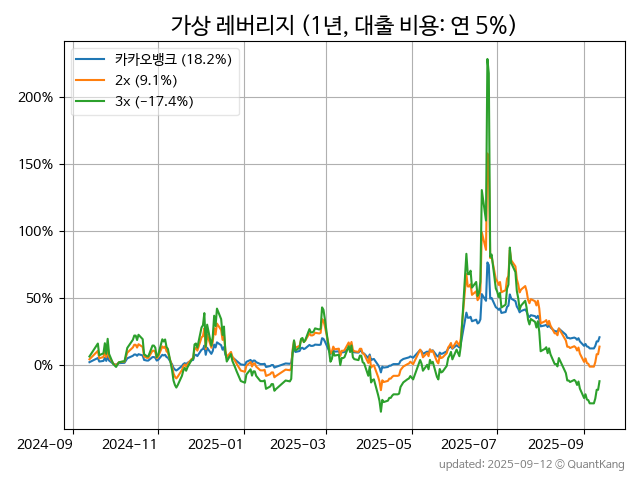 가상 레버리지 (1년, 대출 비용: 연 5%)
카카오뱅크 (18.2%)
2x (9.1%)
3x (−17.4%)
200%
150%
100%
50%
0%
2024-09
2024-11
2025-01
2025-03
2025-05
2025-07
2025-09
updated: 2025-09-12 © QuantKang